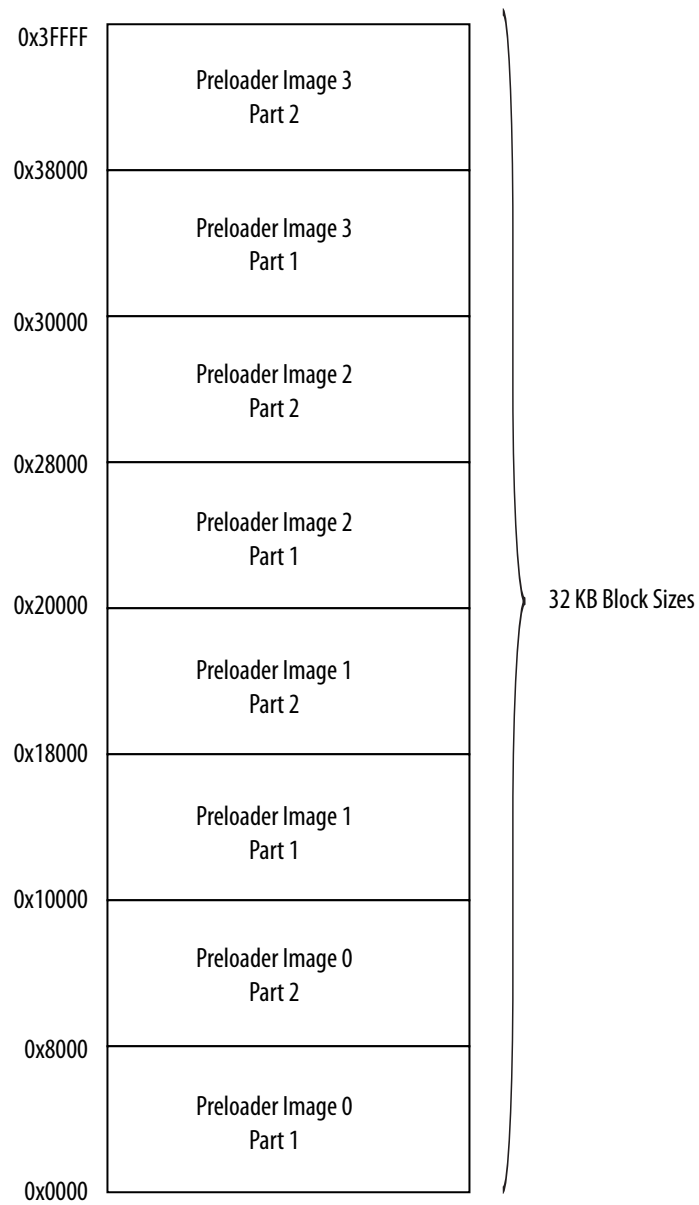 0x3FFFF
Preloader Image 3
Part 2
0x38000
Preloader Image 3
Part 1
0x30000
Preloader Image 2
Part 2
0x28000
Preloader Image 2
Part 1
0x20000
32 KB Block Sizes
Preloader Image 1
Part 2
0x18000
Preloader Image 1
Part 1
0x10000
Preloader Image 0
Part 2
0x8000
Preloader Image 0
Part 1
0x0000